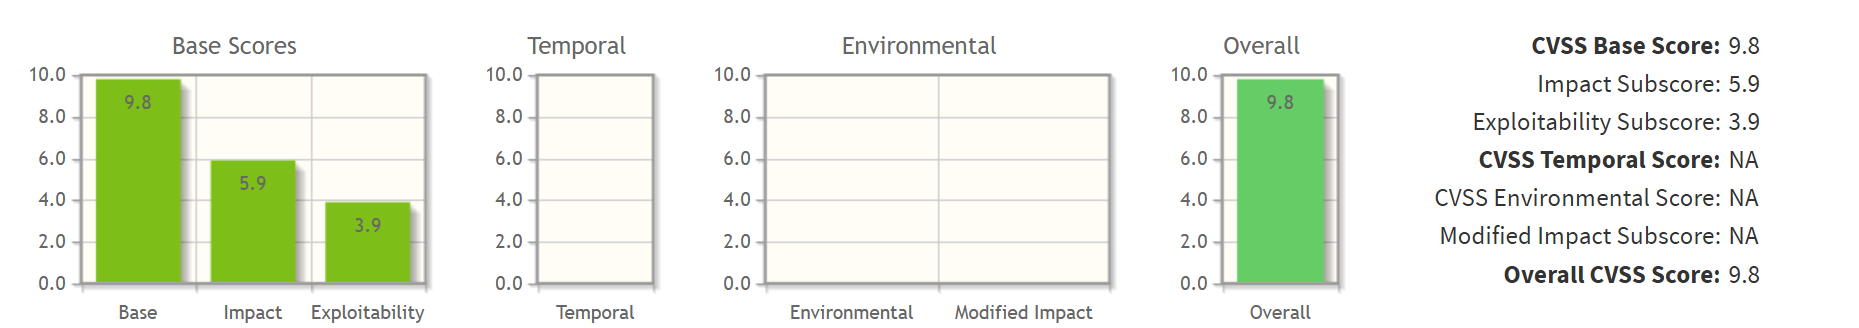 Base Scores
10.0
8.0
6.0
4.0
2.0
0.0
9.8
5.9
3.9
Base Impact Exploitability
Temporal
10.0
8.0
6.0
4.0
2.0
0.0
Temporal
Environmental
10.0
8.0
6.0
4.0
2.0
0.0
Environmental Modified Impact
Overall
10.0
8.0
6.0
4.0
2.0
0.0
9.8
Overall
CVSS Base Score: 9.8
Impact Subscore: 5.9
Exploitability Subscore: 3.9
CVSS Temporal Score: NA
CVSS Environmental Score: NA
Modified Impact Subscore: NA
Overall CVSS Score: 9.8